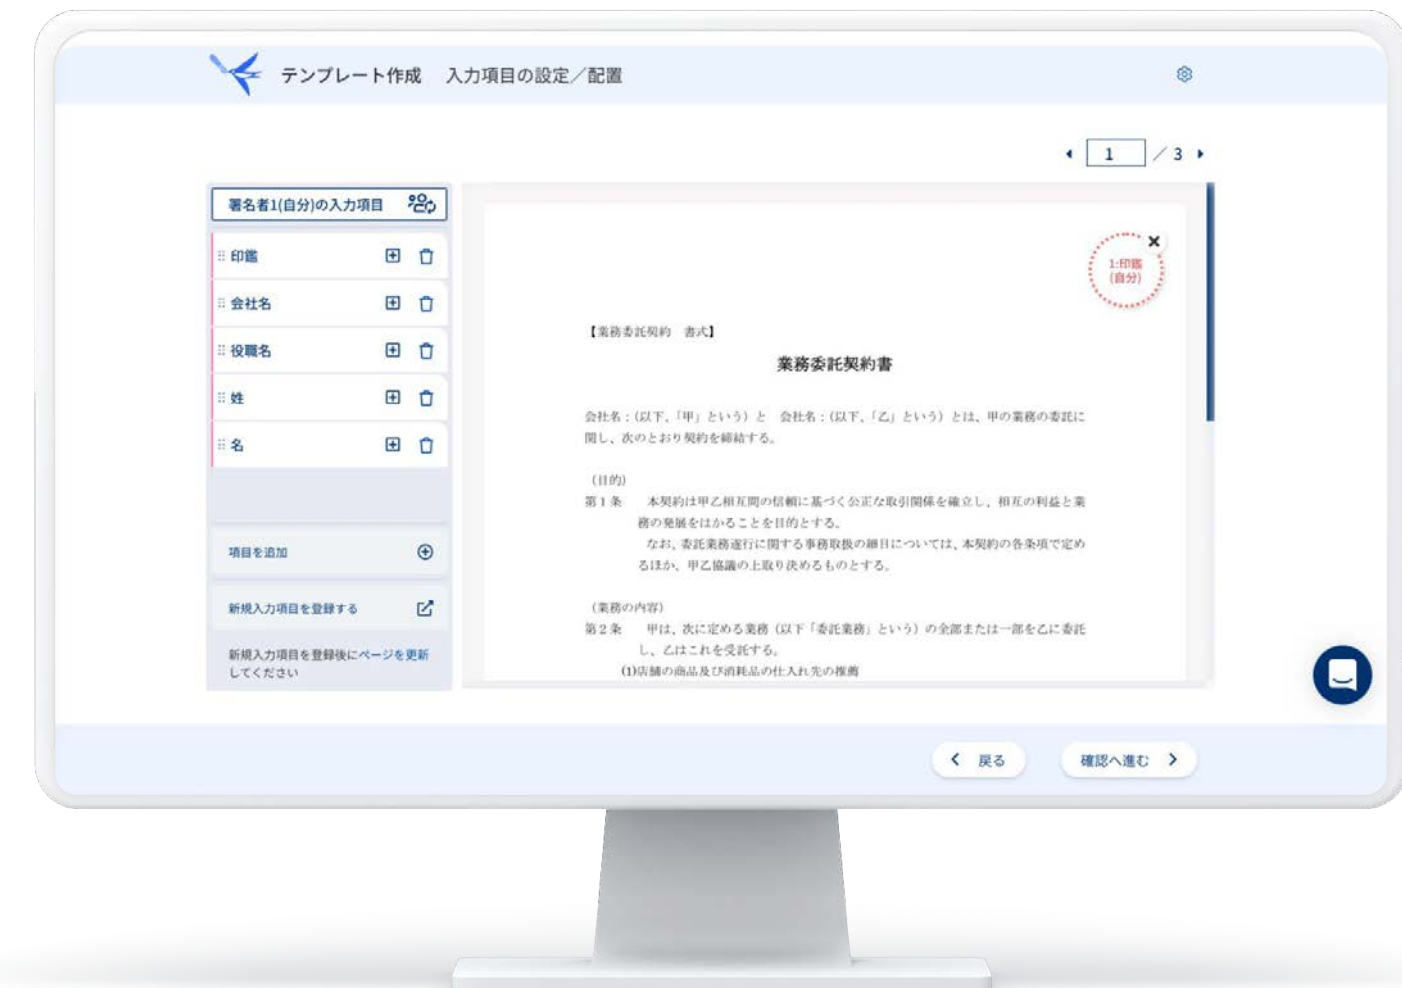 テンプレート作成 入力項目の設定／配置
1 ／ 3
署名者1(自分)の入力項目
印鑑
会社名
役職名
姓
名
項目を追加
新規入力項目を登録する
新規入力項目を登録後にページを更新
してください
1:印鑑
(自分)
【業務委託契約 書式】
業務委託契約書
会社名：(以下、「甲」という) と 会社名：(以下、「乙」という) とは、甲の業務の委託に
関し、次のとおり契約を締結する。
(目的)
第1条 本契約は甲乙相互間の信頼に基づく公正な取引関係を確立し、相互の利益と業
務の発展をはかることを目的とする。
なお、委託業務遂行に関する事務取扱の細目については、本契約の各条項で定め
るほか、甲乙協議の上取り決めるものとする。
(業務の内容)
第2条 甲は、次に定める業務（以下「委託業務」という）の全部または一部を乙に委託
し、乙はこれを受託する。
(1)店舗の商品及び消耗品の仕入れ先の推薦
戻る
確認へ進む